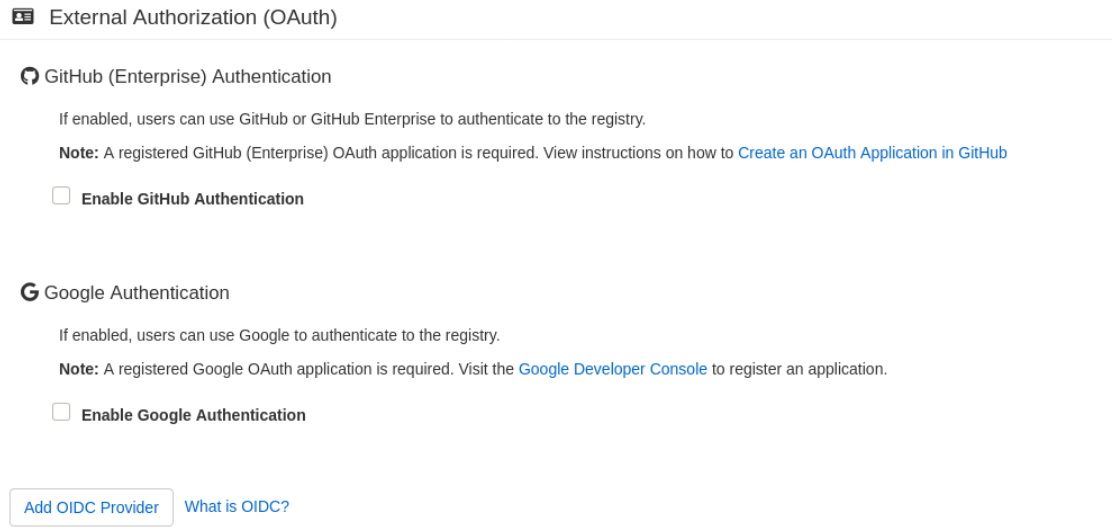 External Authorization (OAuth)
GitHub (Enterprise) Authentication
If enabled, users can use GitHub or GitHub Enterprise to authenticate to the registry.
Note: A registered GitHub (Enterprise) OAuth application is required. View instructions on how to Create an OAuth Application in GitHub
Enable GitHub Authentication
Google Authentication
If enabled, users can use Google to authenticate to the registry.
Note: A registered Google OAuth application is required. Visit the Google Developer Console to register an application.
Enable Google Authentication
Add OIDC Provider What is OIDC?